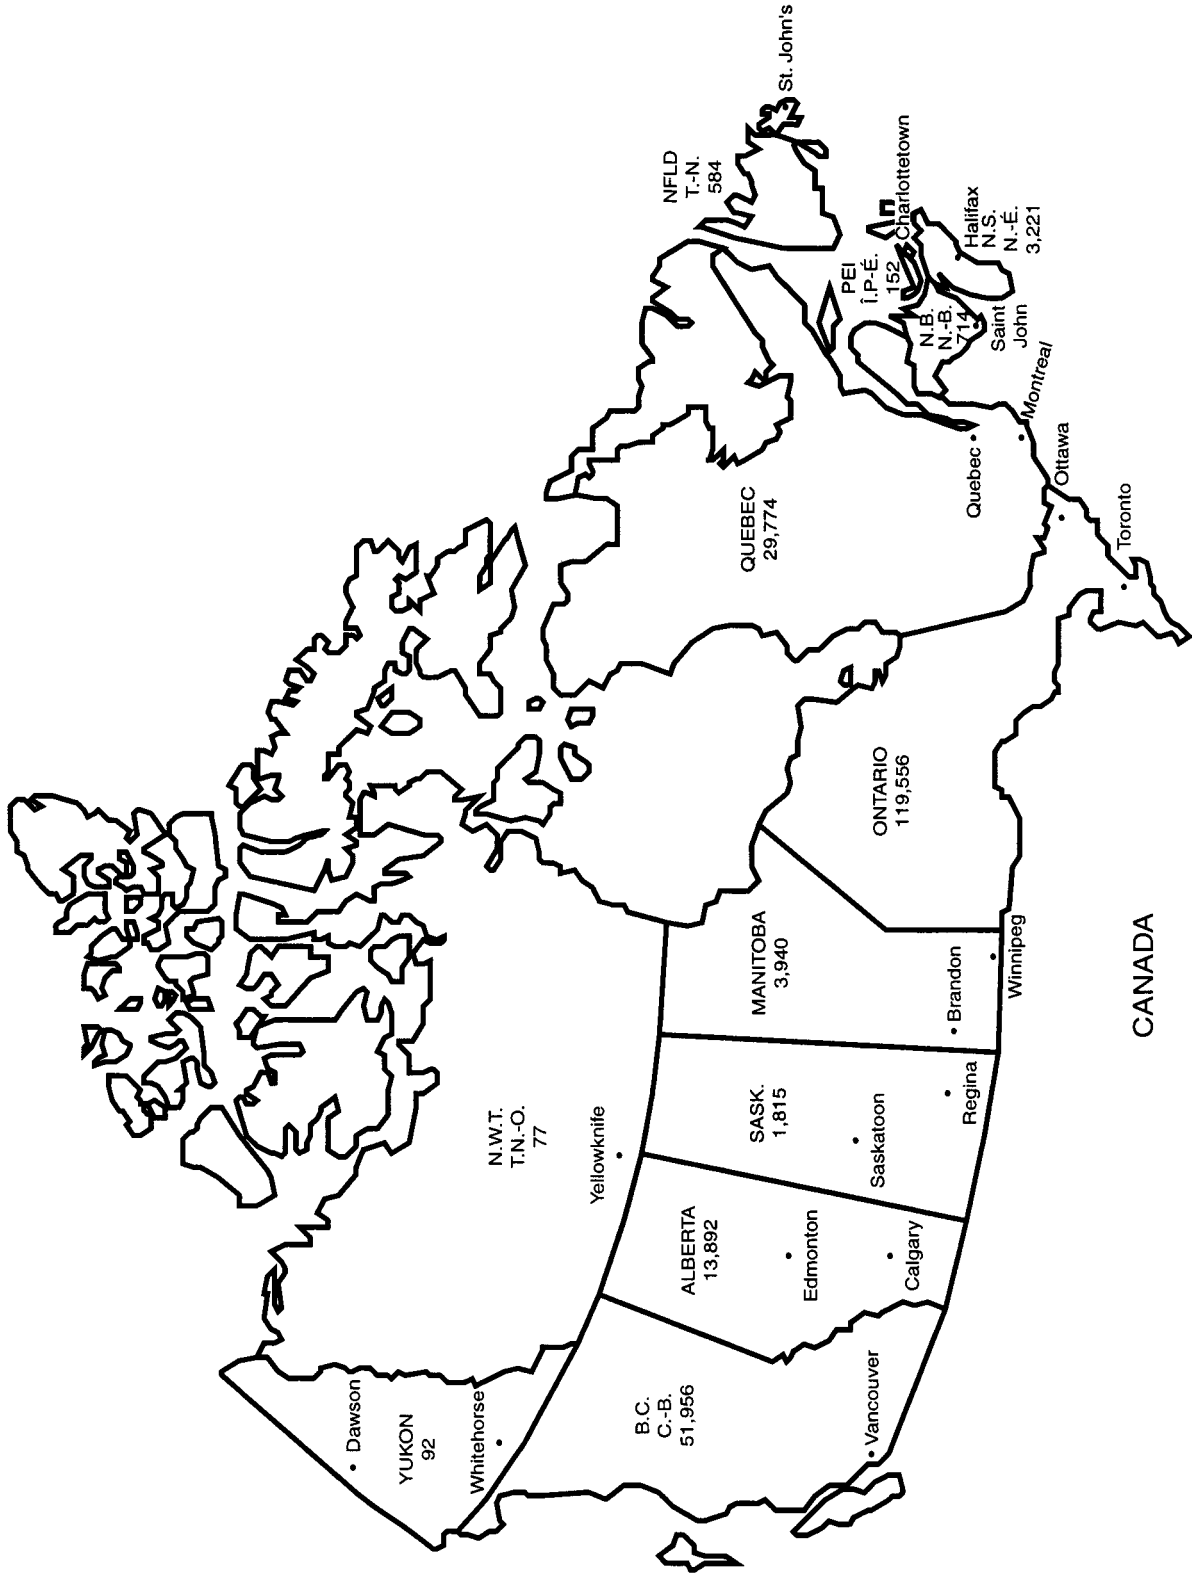 Dawson
YUKON
92
Whitehorse
N.W.T.
T.N.-O.
77
Yellowknife
B.C.
C.-B.
51,956
Vancouver
ALBERTA
13,892
Edmonton
Calgary
SASK.
1,815
Saskatoon
Regina
MANITOBA
3,940
Brandon
Winnipeg
ONTARIO
119,556
Toronto
Ottawa
QUEBEC
29,774
Quebec
Montreal
NFLD
T.-N.
584
St. John's
PEI
Î.P-É.
152
Charlottetown
N.B.
N.-B.
714
Saint
John
Halifax
N.S.
N.-É.
3,221
CANADA